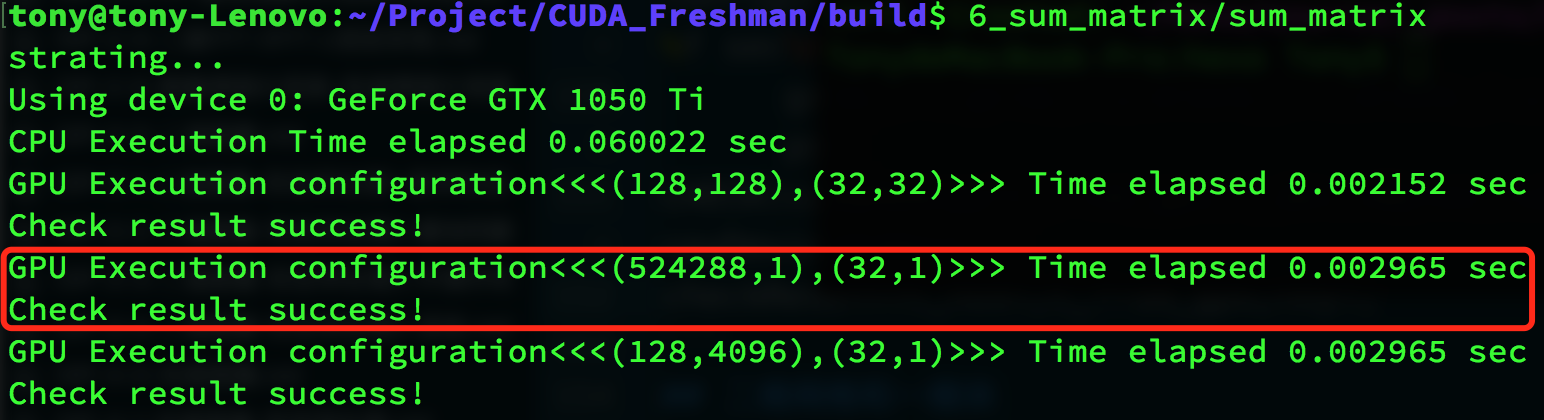 tony@tony-Lenovo:~/Project/CUDA_Freshman/build$ 6_sum_matrix/sum_matrix
strating...
Using device 0: GeForce GTX 1050 Ti
CPU Execution Time elapsed 0.060022 sec
GPU Execution configuration<<<(128,128),(32,32)>>> Time elapsed 0.002152 sec
Check result success!
GPU Execution configuration<<<(524288,1),(32,1)>>> Time elapsed 0.002965 sec
Check result success!
GPU Execution configuration<<<(128,4096),(32,1)>>> Time elapsed 0.002965 sec
Check result success!